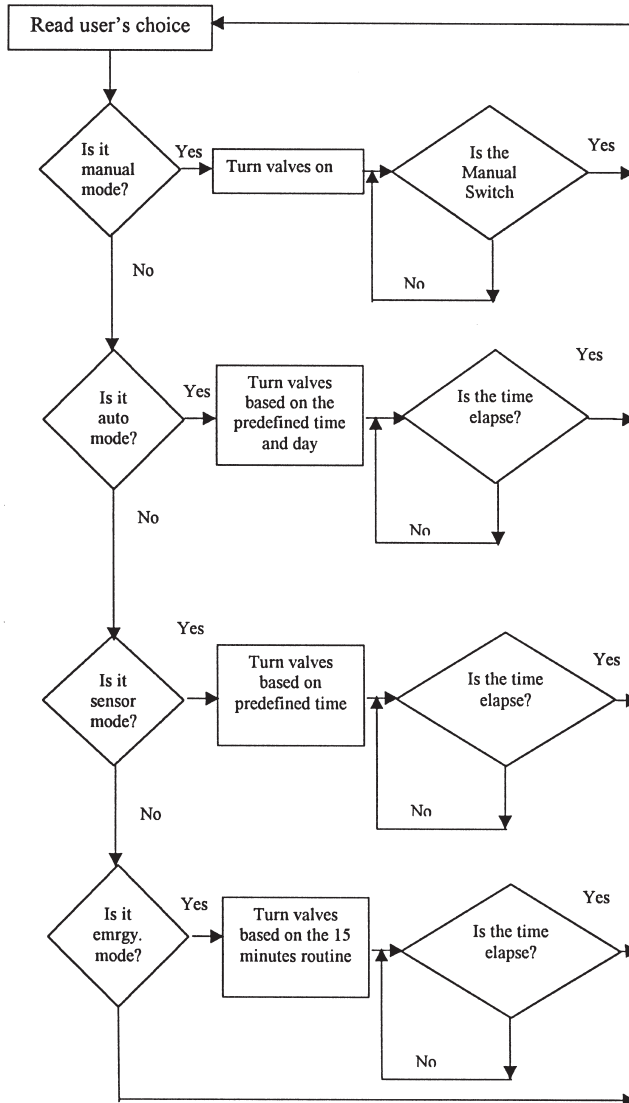 Read user's choice
Is it
manual
mode?
Yes
Turn valves on
Is the
Manual
Switch
Yes
No
No
Is it
auto
mode?
Yes
Turn valves
based on the
predefined time
and day
Is the time
elapse?
Yes
No
No
Is it
sensor
mode?
Yes
Turn valves
based on
predefined time
Is the time
elapse?
Yes
No
No
Is it
emrgy.
mode?
Yes
Turn valves
based on the 15
minutes routine
Is the time
elapse?
Yes
No